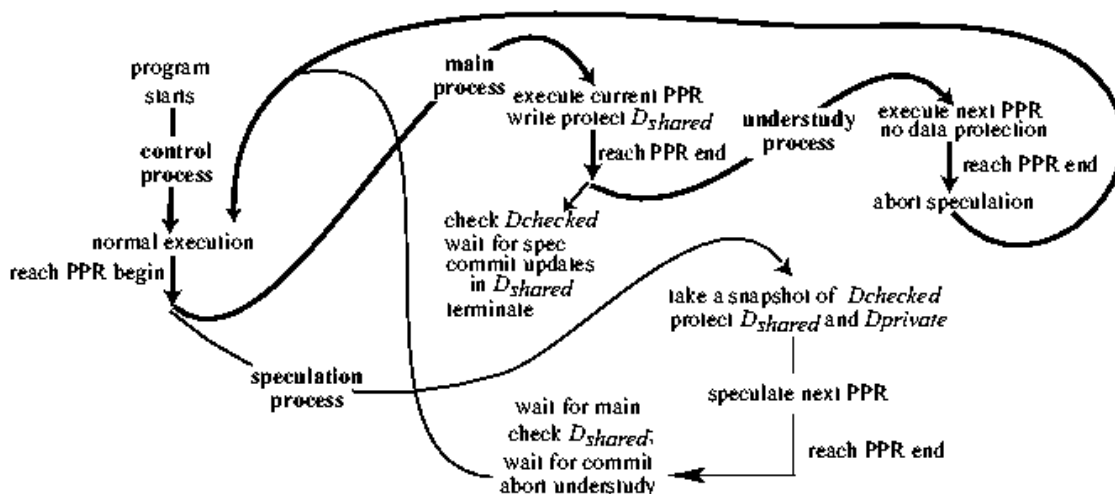 program
starts
control
process
normal execution
reach PPR begin
main
process
execute current PPR
write protect Dshared
reach PPR end
check Dchecked
wait for spec
commit updates
in Dshared
terminate
understudy
process
execute next PPR
no data protection
reach PPR end
abort speculation
speculation
process
take a snapshot of Dchecked
protect Dshared and Dprivate
speculate next PPR
reach PPR end
wait for main
check Dshared;
wait for commit
abort understudy